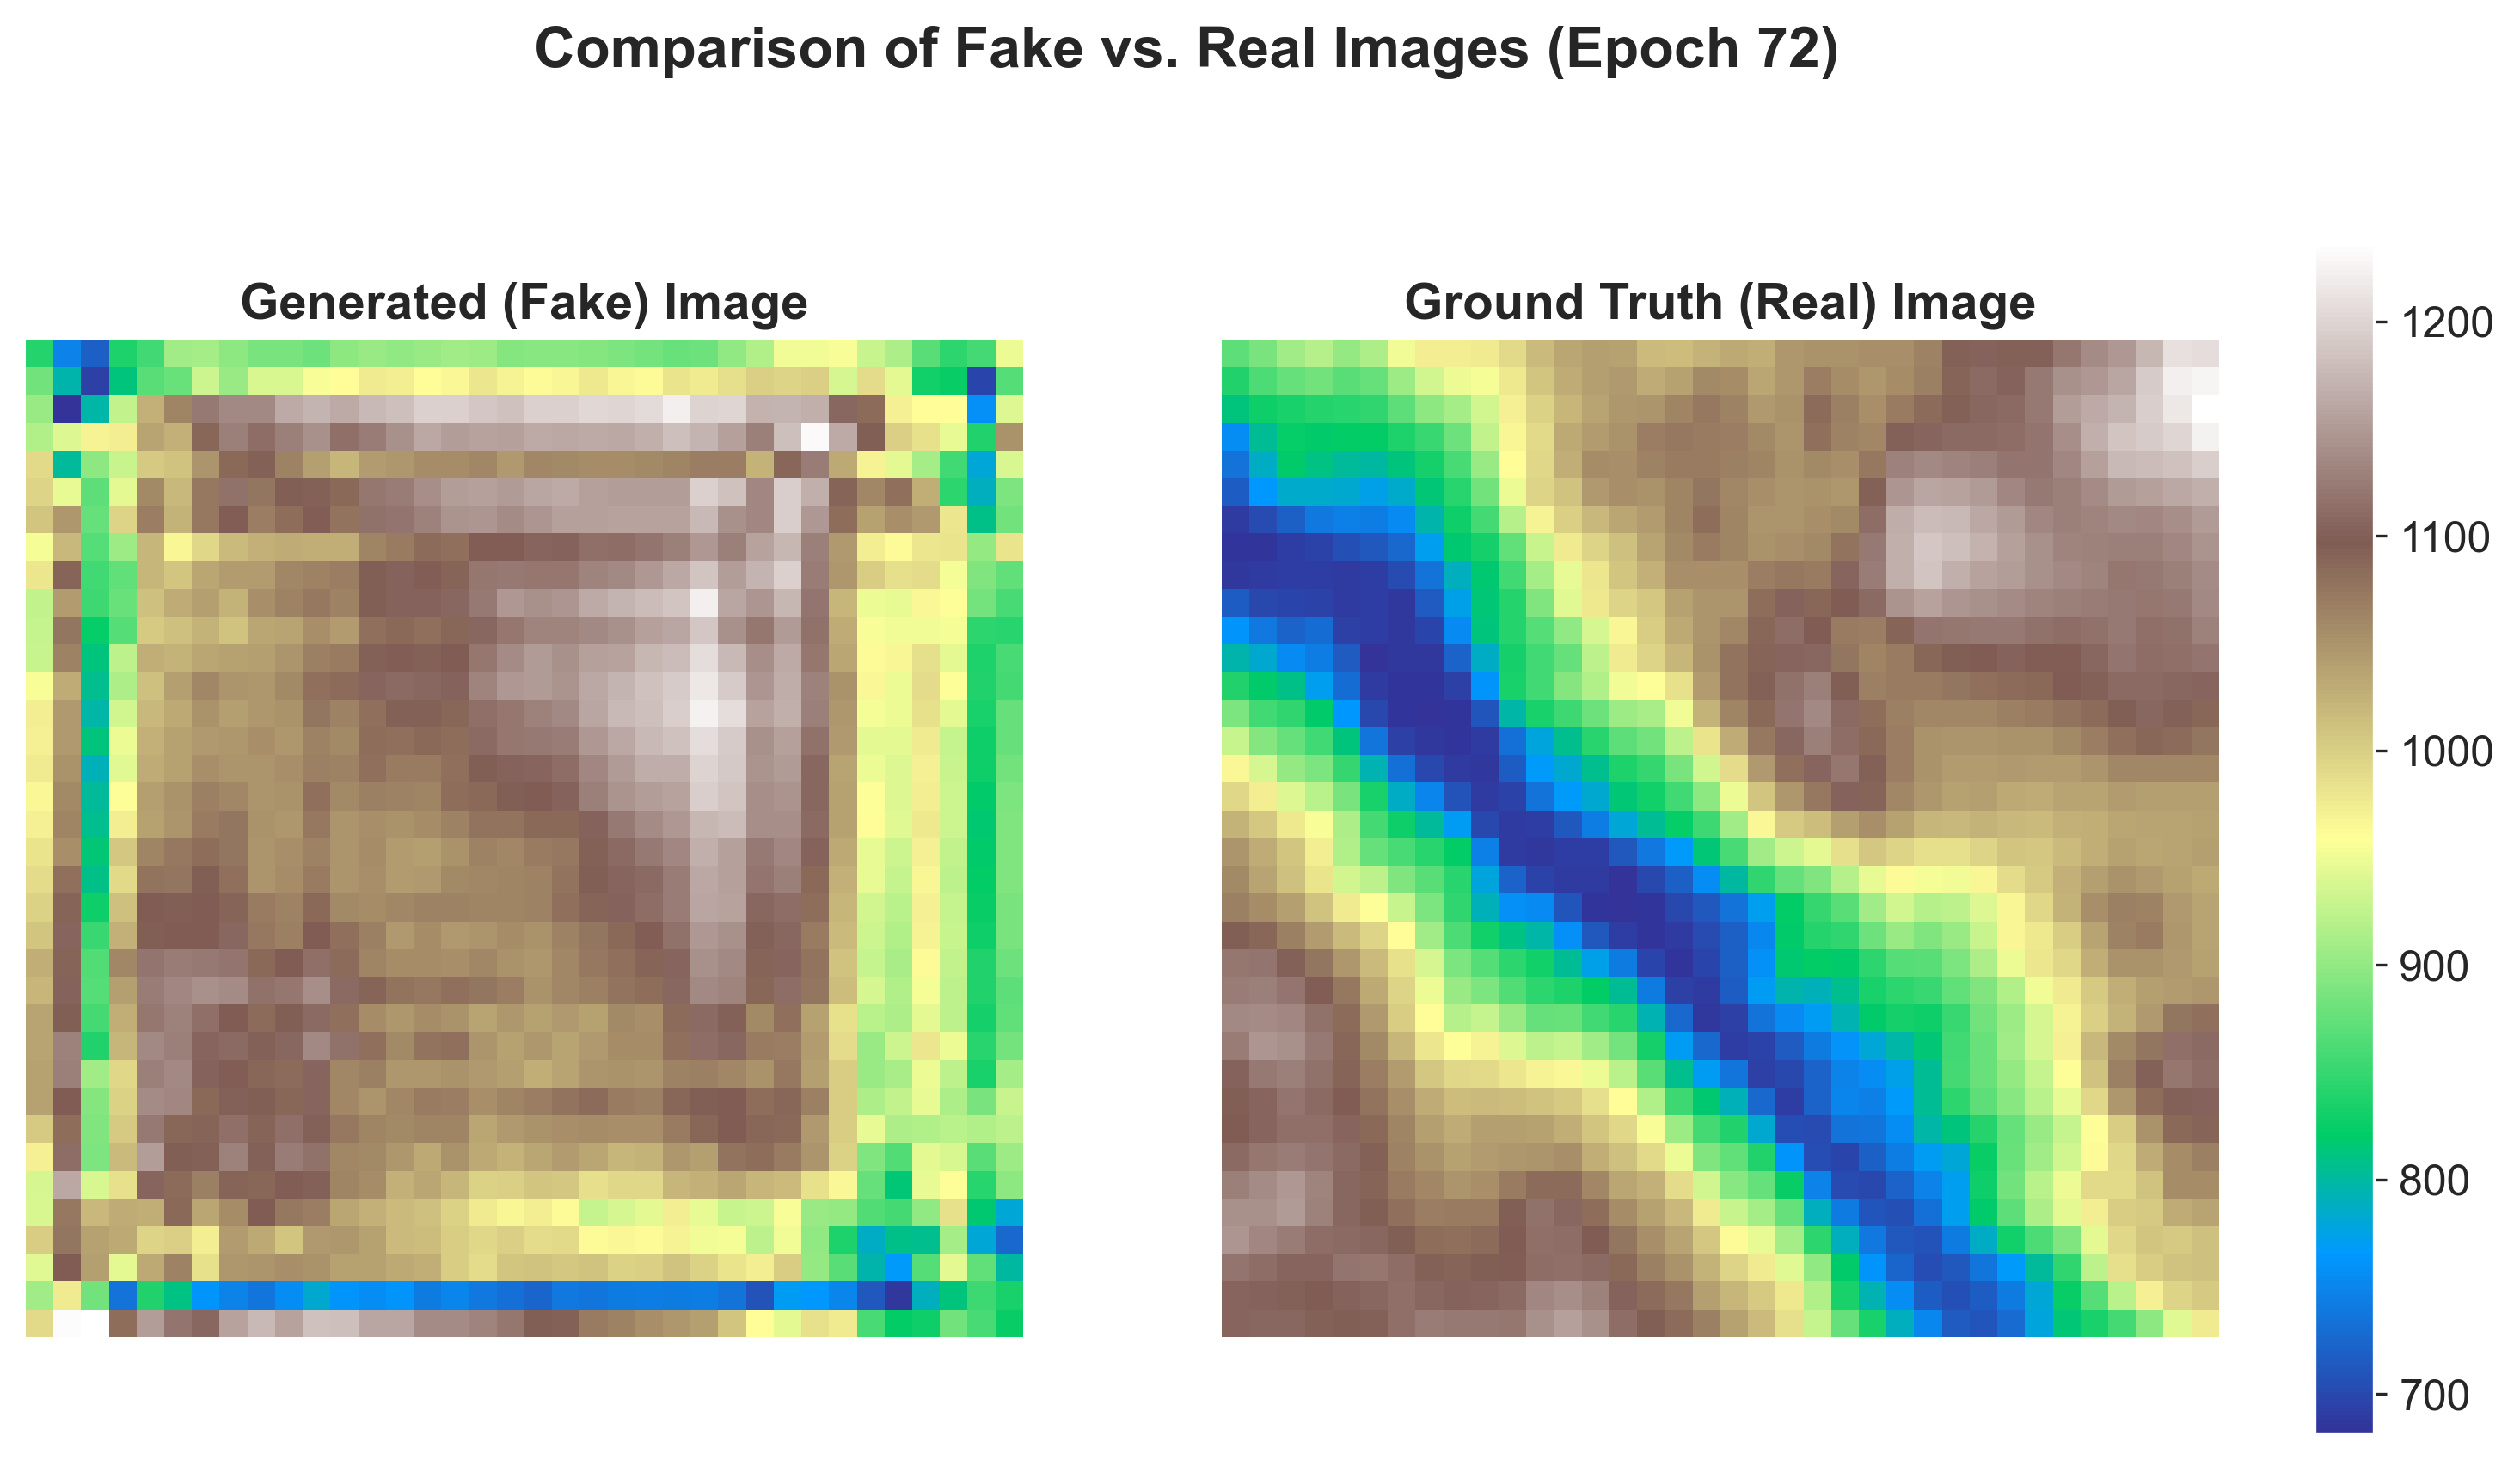 Comparison of Fake vs. Real Images (Epoch 72)
Generated (Fake) Image
Ground Truth (Real) Image
1200
1100
1000
900
800
700